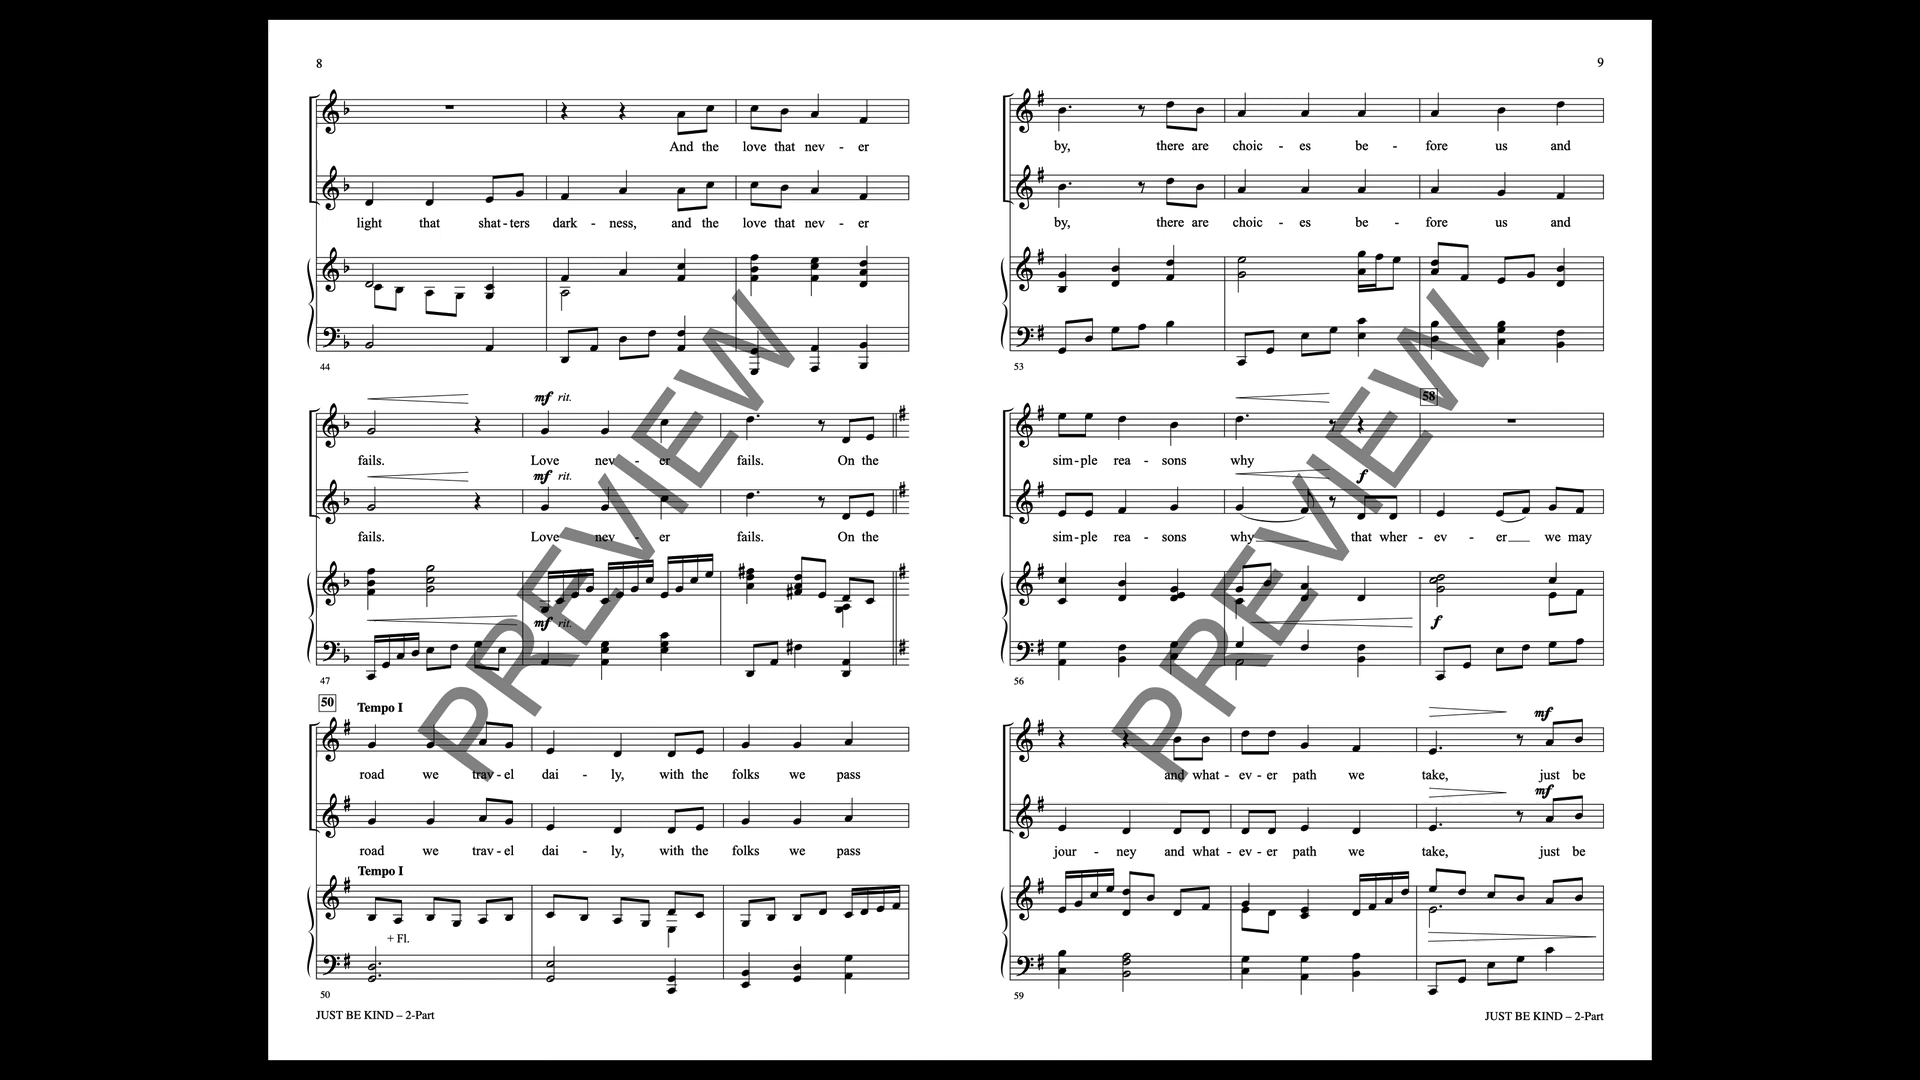 8
And the love that nev - er
light that shat - ters dark - ness, and the love that nev - er
44
mf rit.
fails. Love nev - er fails. On the
mf rit.
fails. Love nev - er fails. On the
mf rit.
47
50 Tempo I
road we trav - el dai - ly, with the folks we pass
road we trav - el dai - ly, with the folks we pass
Tempo I
+ Fl.
50
JUST BE KIND – 2-Part
PREVIEW
9
by, there are choic - es be - fore us and
by, there are choic - es be - fore us and
53
58
sim - ple rea - sons why
f
sim - ple rea - sons why that wher - ev - er we may
f
56
mf
and what - ev - er path we take, just be
mf
jour - ney and what - ev - er path we take, just be
59
JUST BE KIND – 2-Part
PREVIEW